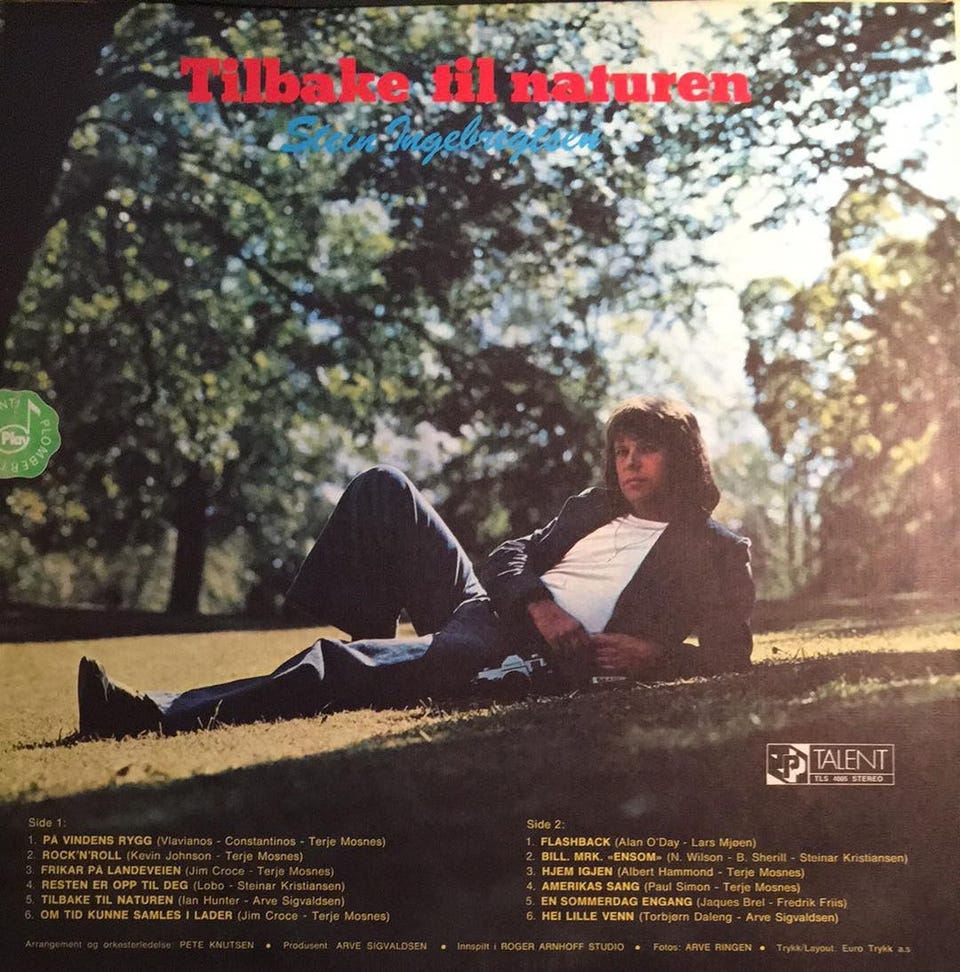 Tilbake til naturen
Stein Ingebrigtsen
PLOMBERT
Play
TALENT
TLS 4005 STEREO
Side 1:
1. PÅ VINDENS RYGG (Vlavianos - Constantinos - Terje Mosnes)
2. ROCK'N'ROLL (Kevin Johnson - Terje Mosnes)
3. FRIKAR PÅ LANDEVEIEN (Jim Croce - Terje Mosnes)
4. RESTEN ER OPP TIL DEG (Lobo - Steinar Kristiansen)
5. TILBAKE TIL NATUREN (Ian Hunter - Arve Sigvaldsen)
6. OM TID KUNNE SAMLES I LADER (Jim Croce - Terje Mosnes)
Side 2:
1. FLASHBACK (Alan O'Day - Lars Mjøen)
2. BILL. MRK. «ENSOM» (N. Wilson - B. Sherill - Steinar Kristiansen)
3. HJEM IGJEN (Albert Hammond - Terje Mosnes)
4. AMERIKAS SANG (Paul Simon - Terje Mosnes)
5. EN SOMMERDAG ENGANG (Jaques Brel - Fredrik Friis)
6. HEI LILLE VENN (Torbjørn Daleng - Arve Sigvaldsen)
Arrangement og orkesterledelse: PETE KNUTSEN • Produsent ARVE SIGVALDSEN • Innspilt i ROGER ARNHOFF STUDIO • Fotos: ARVE RINGEN • Trykk/Layout: Euro Trykk a.s